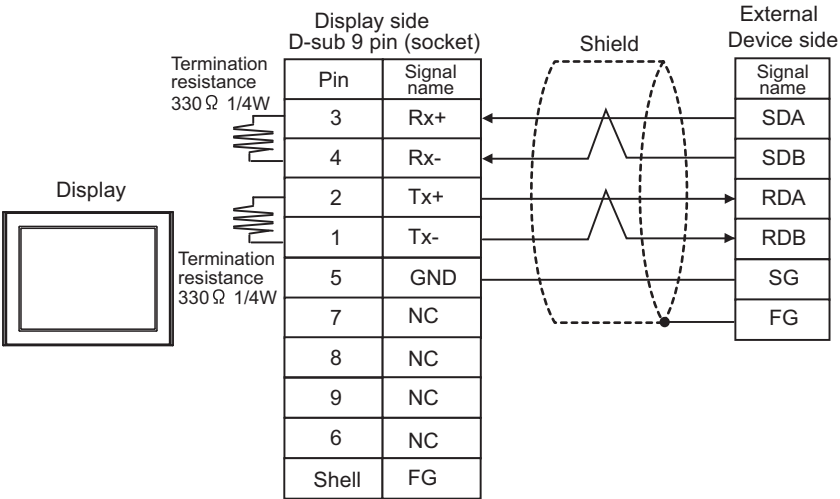 Display side
D-sub 9 pin (socket)
External
Device side
Shield
Termination
resistance
330Ω 1/4W
Pin
Signal
name
Signal
name
3 Rx+ SDA
4 Rx- SDB
Display
2 Tx+ RDA
1 Tx- RDB
Termination
resistance
330Ω 1/4W
5 GND SG
7 NC FG
8 NC
9 NC
6 NC
Shell FG